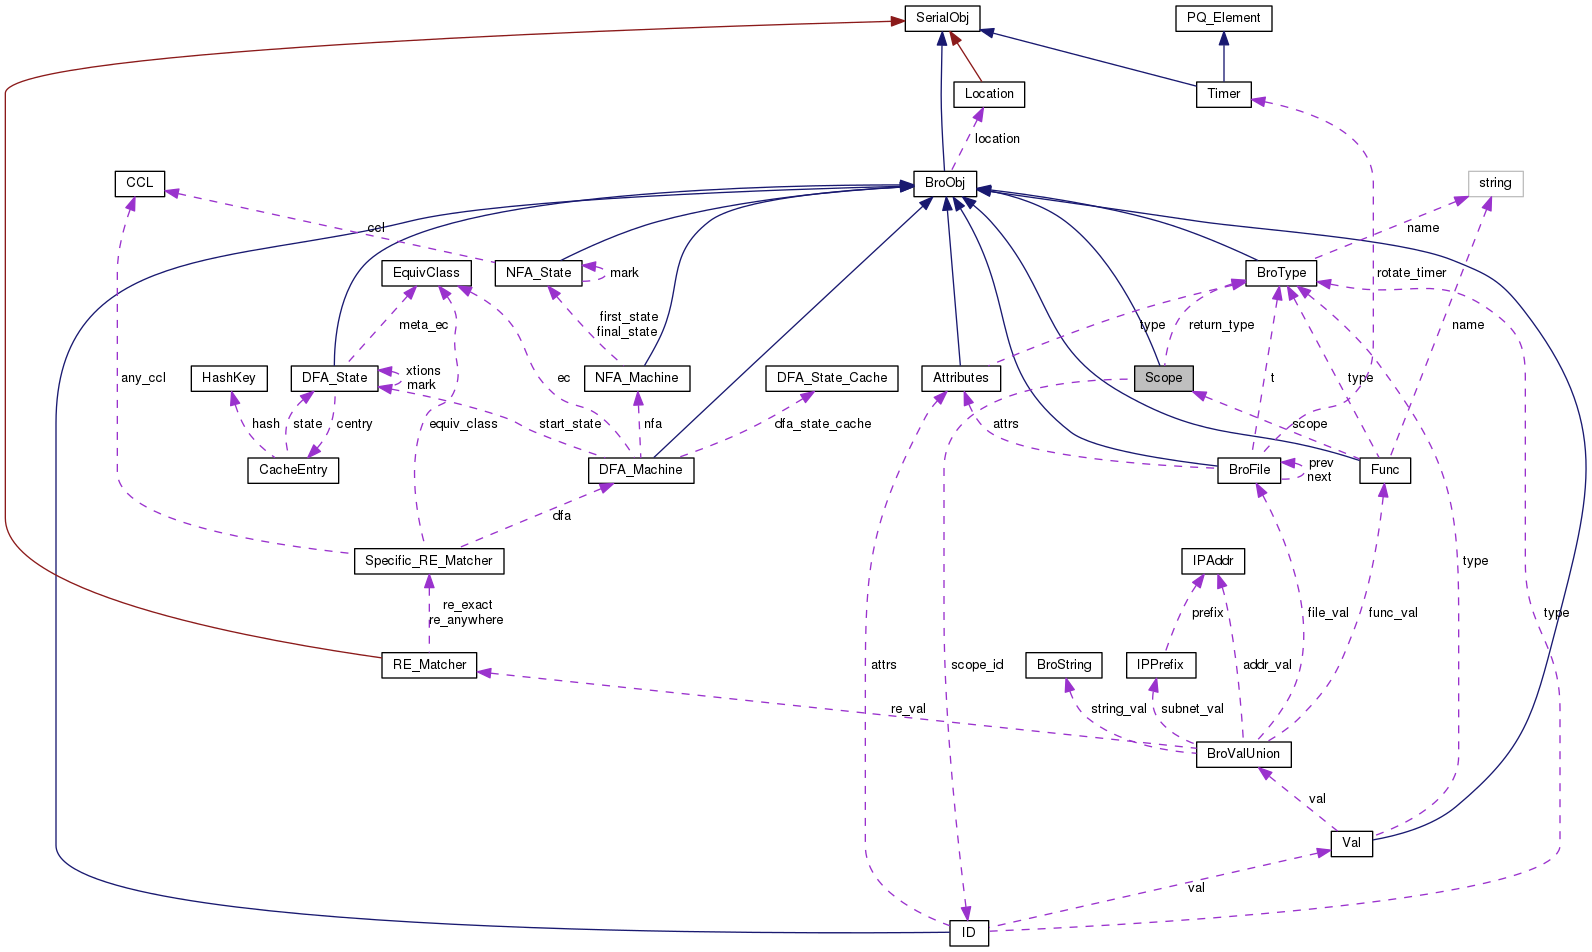 SerialObj
PQ_Element
Location
Timer
location
CCL
BroObj
string
ccl
name
EquivClass
NFA_State
mark
BroType
rotate_timer
first_state
final_state
meta_ec
type
return_type
name
HashKey
DFA_State
xtions
mark
any_ccl
ec
NFA_Machine
DFA_State_Cache
Attributes
Scope
t
type
hash
state
centry
equiv_class
start_state
nfa
dfa_state_cache
attrs
scope
CacheEntry
DFA_Machine
BroFile
prev
next
Func
dfa
Specific_RE_Matcher
IPAddr
type
re_exact
re_anywhere
prefix
file_val
func_val
type
RE_Matcher
attrs
scope_id
BroString
IPPrefix
addr_val
re_val
string_val
subnet_val
BroValUnion
val
Val
val
ID